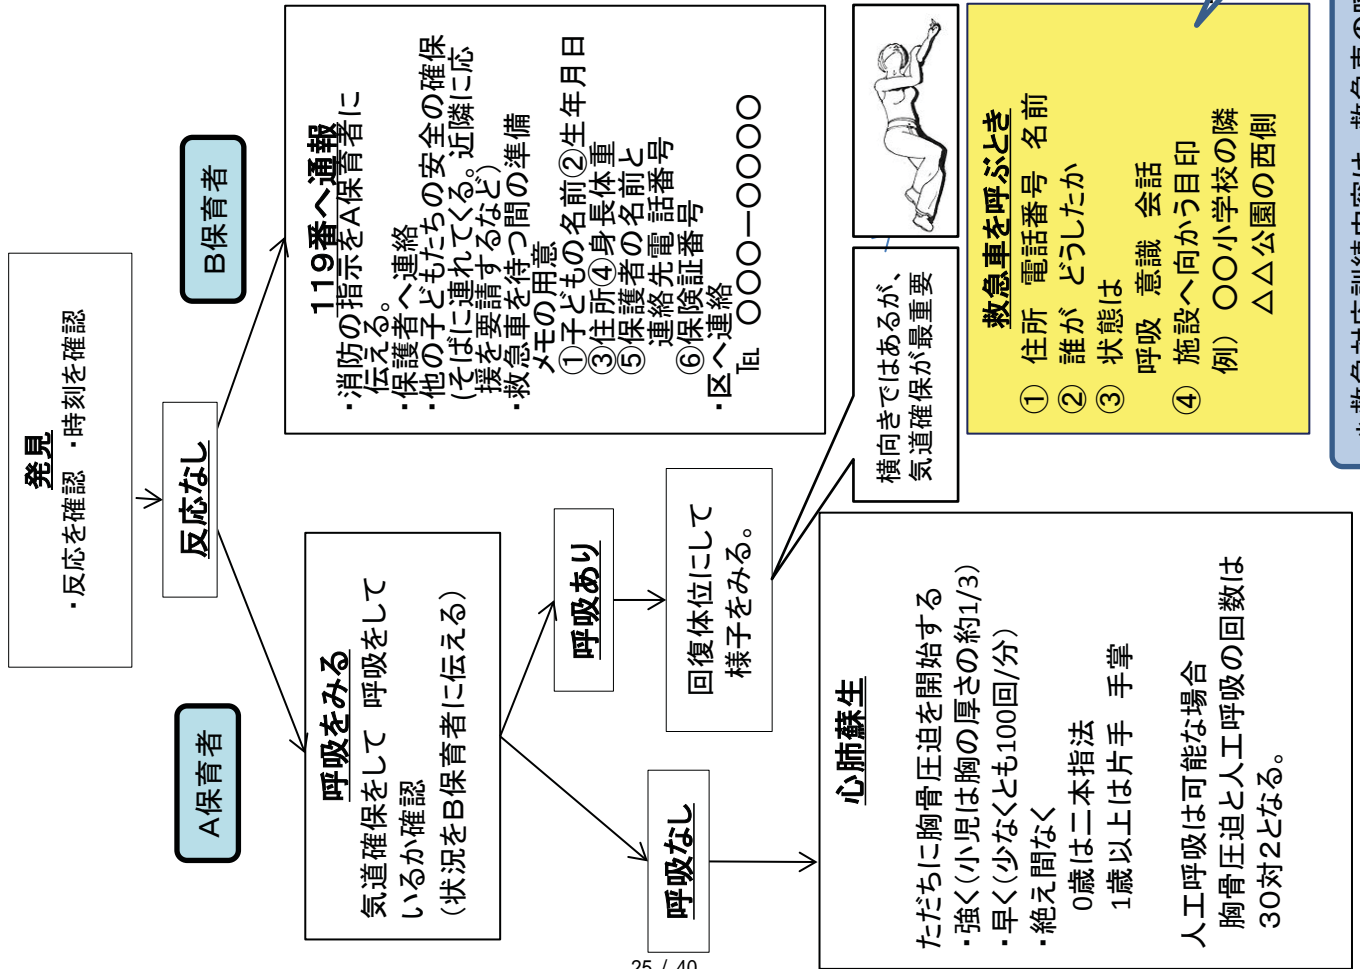 発見
・反応を確認 ・時刻を確認
反応なし
A保育者
B保育者
呼吸をみる
気道確保をして 呼吸をして
いるか確認
(状況をB保育者に伝える)
119番へ通報
・消防の指示をA保育者に
伝える。
・保護者へ連絡
・他の子どもたちの安全の確保
(そばに連れてくる。近隣に応
援を要請するなど)
・救急車を待つ間の準備
メモの用意
①子どもの名前②生年月日
③住所④身長体重
⑤保護者の名前と
連絡先電話番号
⑥保険証番号
・区へ連絡
℡ ○○○ー○○○○
呼吸なし
呼吸あり
回復体位にして
様子をみる。
横向きではあるが、
気道確保が最重要
心肺蘇生
ただちに胸骨圧迫を開始する
・強く(小児は胸の厚さの約1/3)
・早く(少なくとも100回/分)
・絶え間なく
0歳は二本指法
1歳以上は片手 手掌
人工呼吸は可能な場合
胸骨圧迫と人工呼吸の回数は
30対2となる。
救急車を呼ぶとき
① 住所 電話番号 名前
② 誰が どうしたか
③ 状態は
呼吸 意識 会話
④ 施設へ向かう目印
例) ○○小学校の隣
△△公園の西側
25 / 40